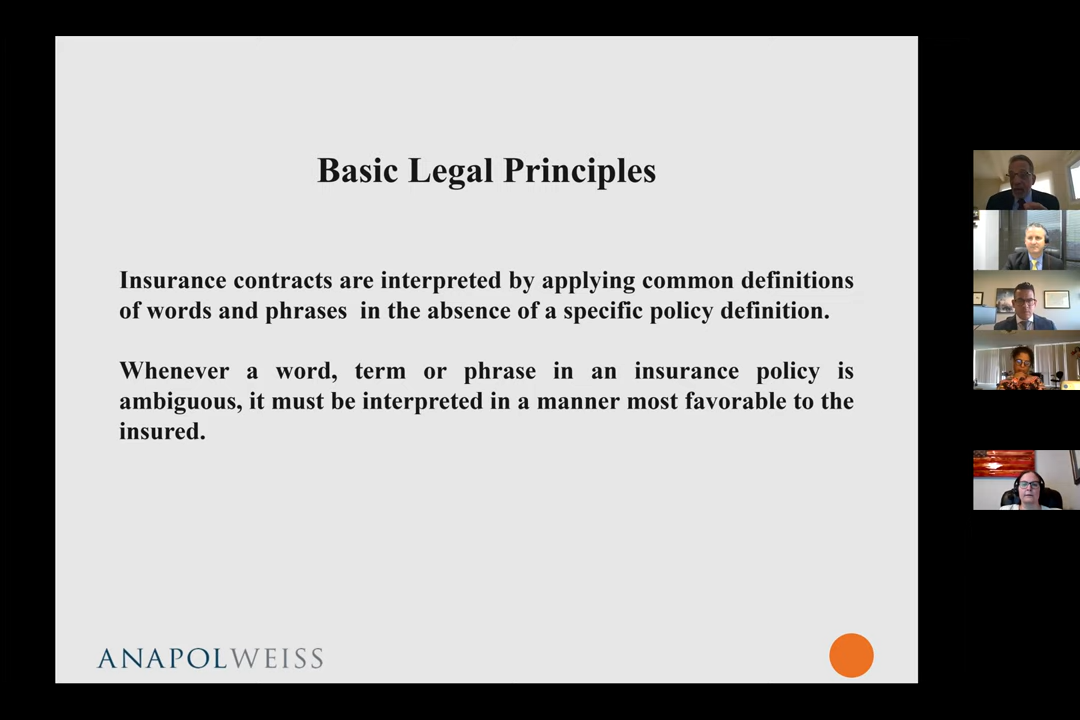 Basic Legal Principles
Insurance contracts are interpreted by applying common definitions
of words and phrases in the absence of a specific policy definition.
Whenever a word, term or phrase in an insurance policy is
ambiguous, it must be interpreted in a manner most favorable to the
insured.
ANAPOLWEISS